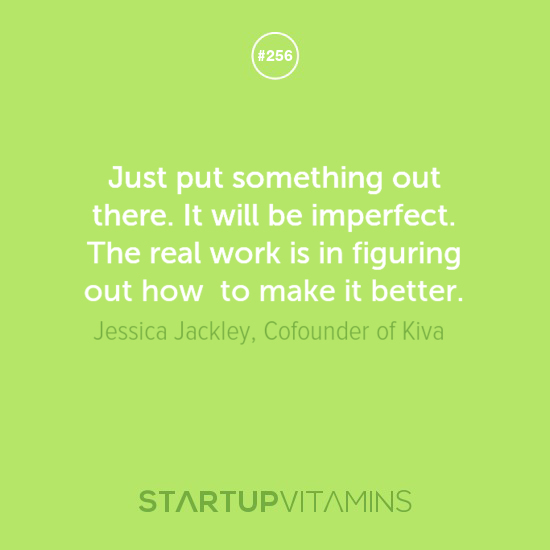 #256
Just put something out
there. It will be imperfect.
The real work is in figuring
out how  to make it better.
Jessica Jackley, Cofounder of Kiva
STARTUPVITAMINS